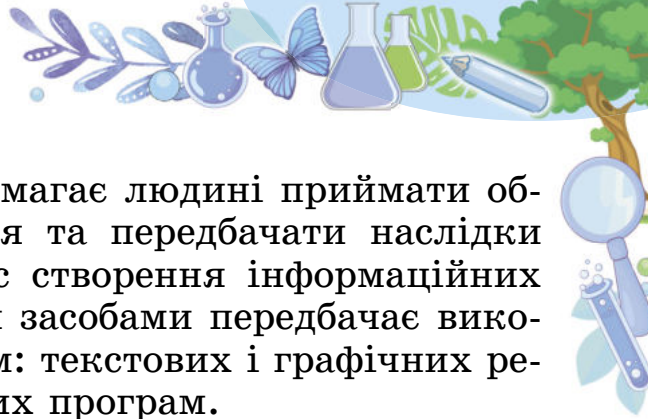 магає людині приймати об-
я та передбачати наслідки
с створення інформаційних
засобами передбачає вико-
м: текстових і графічних ре-
их програм.